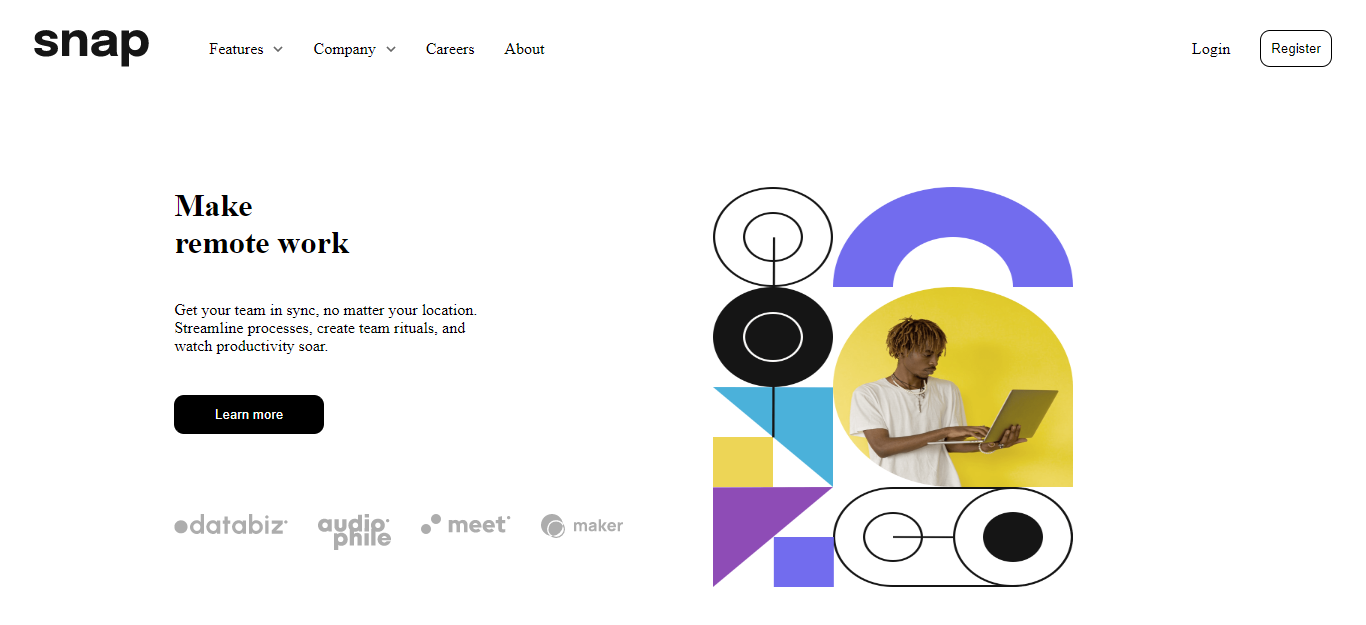 snap
Features
Company
Careers
About
Login
Register
Make
remote work
Get your team in sync, no matter your location.
Streamline processes, create team rituals, and
watch productivity soar.
Learn more
databiz
audiophile
meet
maker